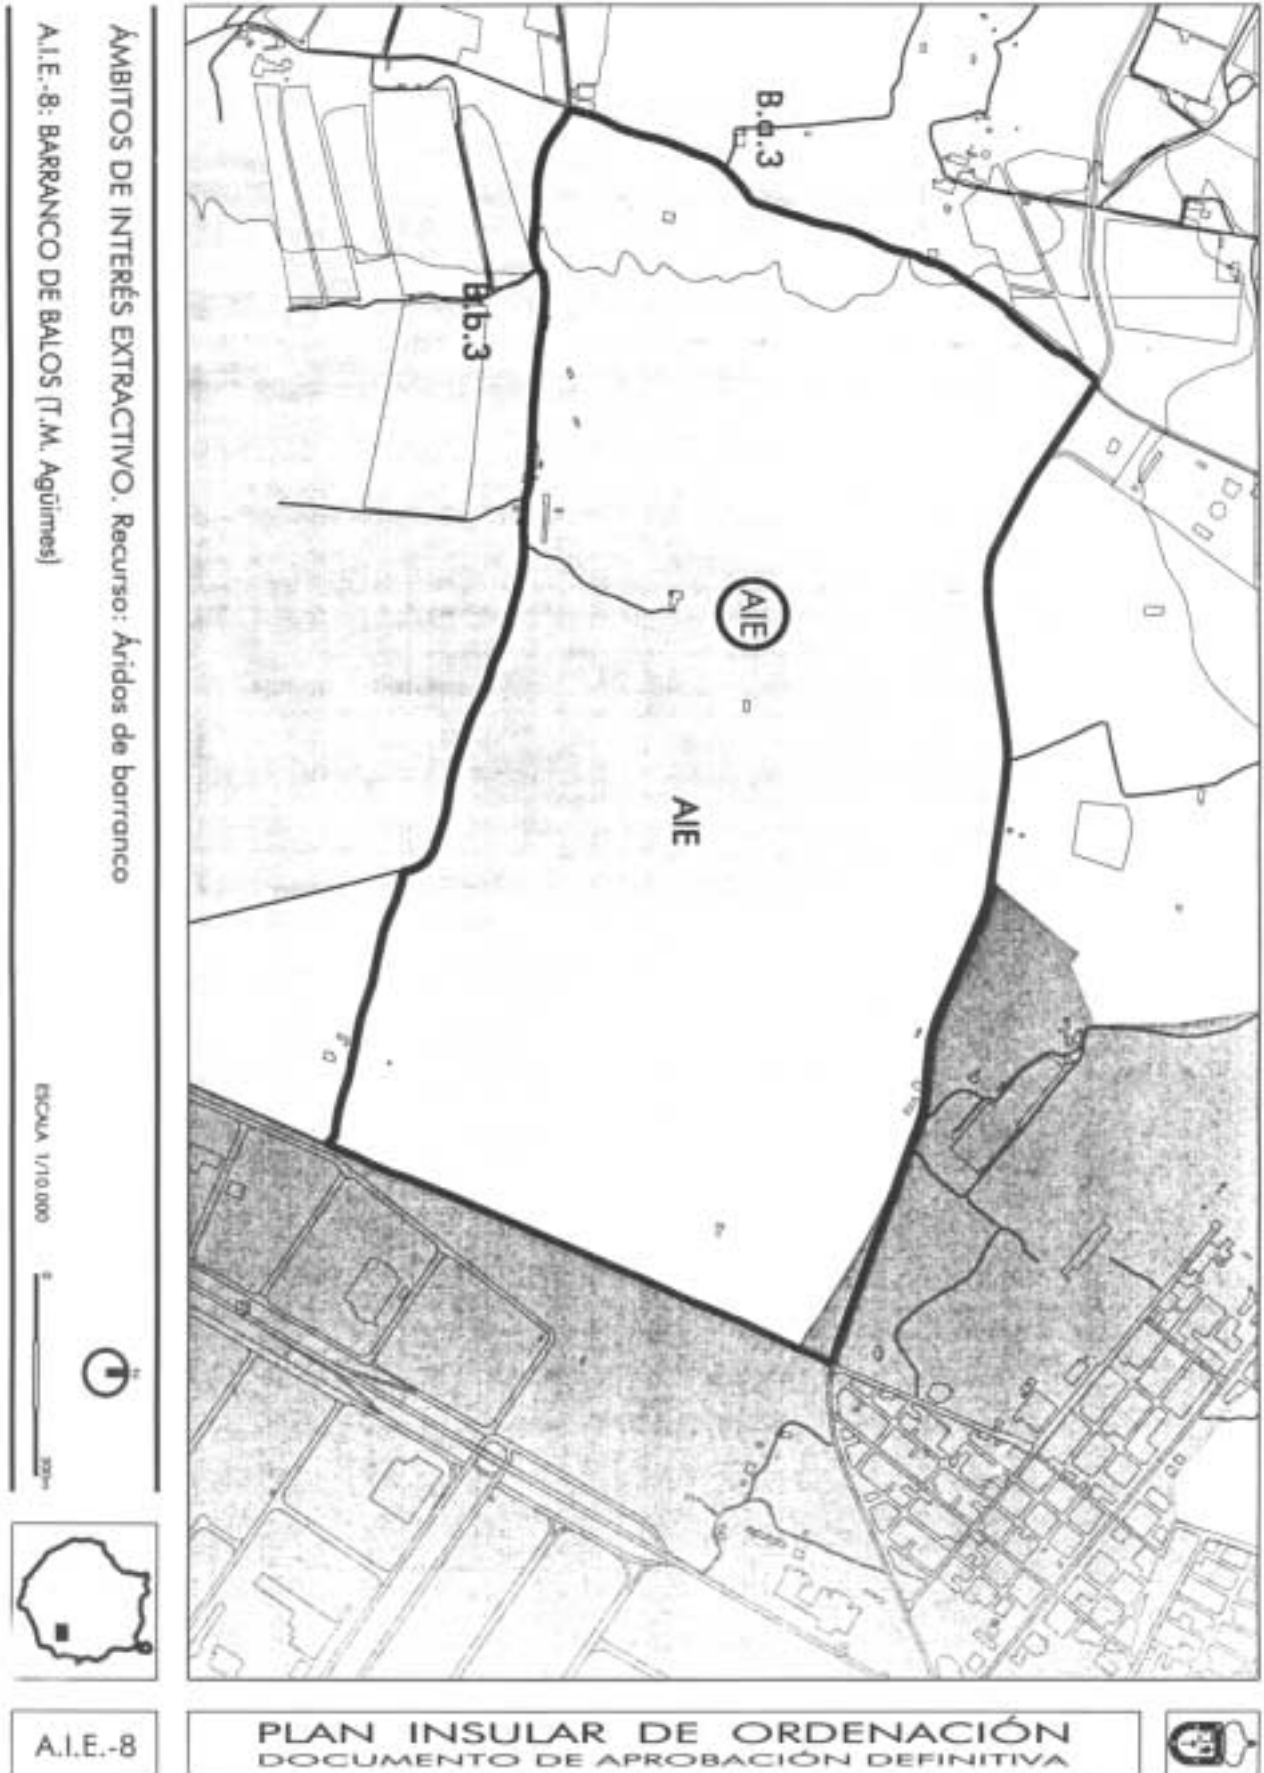 ÁMBITOS DE INTERÉS EXTRACTIVO. Recurso: Áridos de barranco
A.I.E.-8: BARRANCO DE BALOS (T.M. Agüimes)
ESCALA 1/10.000
0
B.a.3
B.b.3
AIE
AIE
A.I.E.-8
PLAN INSULAR DE ORDENACIÓN
DOCUMENTO DE APROBACIÓN DEFINITIVA